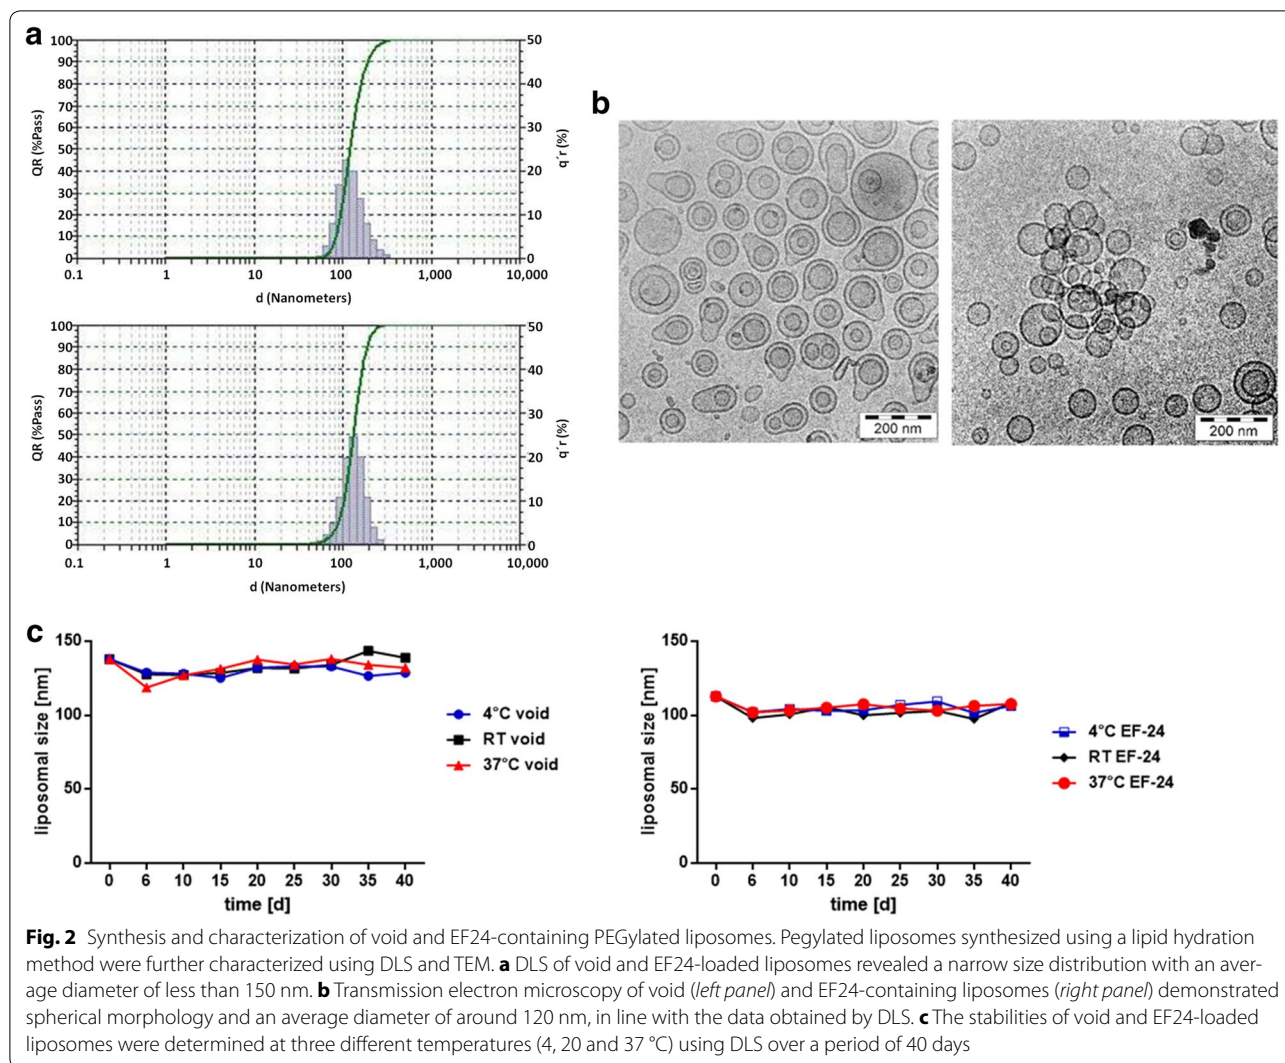 a
100
90
80
70
60
50
40
30
20
10
0
QR (%Pass)
50
40
30
20
10
0
q´r (%)
0.1 1 10 100 1,000 10,000
d (Nanometers)
100
90
80
70
60
50
40
30
20
10
0
QR (%Pass)
50
40
30
20
10
0
q´r (%)
0.1 1 10 100 1,000 10,000
d (Nanometers)
b
200 nm
200 nm
c
150
100
50
0
liposomal size [nm]
0 6 10 15 20 25 30 35 40
time [d]
4°C void
RT void
37°C void
150
100
50
0
liposomal size [nm]
0 6 10 15 20 25 30 35 40
time [d]
4°C EF-24
RT EF-24
37°C EF-24
Fig. 2 Synthesis and characterization of void and EF24-containing PEGylated liposomes. Pegylated liposomes synthesized using a lipid hydration
method were further characterized using DLS and TEM. a DLS of void and EF24-loaded liposomes revealed a narrow size distribution with an aver-
age diameter of less than 150 nm. b Transmission electron microscopy of void (left panel) and EF24-containing liposomes (right panel) demonstrated
spherical morphology and an average diameter of around 120 nm, in line with the data obtained by DLS. c The stabilities of void and EF24-loaded
liposomes were determined at three different temperatures (4, 20 and 37 °C) using DLS over a period of 40 days